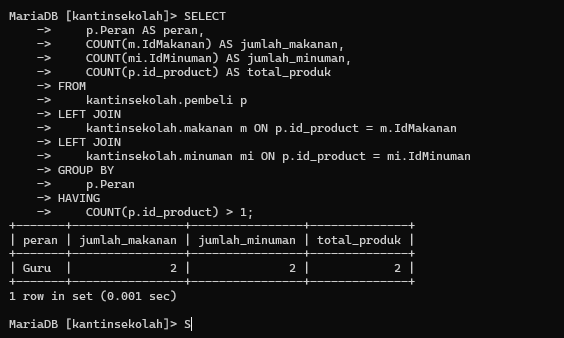 MariaDB [kantinsekolah]> SELECT
    ->     p.Peran AS peran,
    ->     COUNT(m.IdMakanan) AS jumlah_makanan,
    ->     COUNT(mi.IdMinuman) AS jumlah_minuman,
    ->     COUNT(p.id_product) AS total_produk
    -> FROM
    ->     kantinsekolah.pembeli p
    -> LEFT JOIN
    ->     kantinsekolah.makanan m ON p.id_product = m.IdMakanan
    -> LEFT JOIN
    ->     kantinsekolah.minuman mi ON p.id_product = mi.IdMinuman
    -> GROUP BY
    ->     p.Peran
    -> HAVING
    ->     COUNT(p.id_product) > 1;
+-------+----------------+----------------+--------------+
| peran | jumlah_makanan | jumlah_minuman | total_produk |
+-------+----------------+----------------+--------------+
| Guru  |              2 |              2 |            2 |
+-------+----------------+----------------+--------------+
1 row in set (0.001 sec)
MariaDB [kantinsekolah]> S